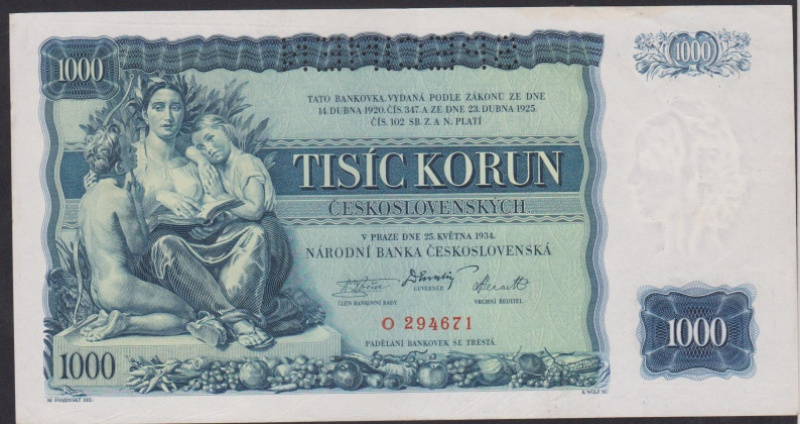 1000
1000
TATO BANKOVKA, VYDANÁ PODLE ZÁKONŮ ZE DNE
14. DUBNA 1920, ČÍS. 347, A ZE DNE 23. DUBNA 1925,
ČÍS. 102 SB. Z. A N. PLATÍ
TISÍC KORUN
ČESKOSLOVENSKÝCH.
V PRAZE DNE 25. KVĚTNA 1934.
NÁRODNÍ BANKA ČESKOSLOVENSKÁ
ČLEN BANKOVNÍ RADY
GUVERNÉR
VRCHNÍ ŘEDITEL
O 294671
PADĚLÁNÍ BANKOVEK SE TRESTÁ.
1000
1000